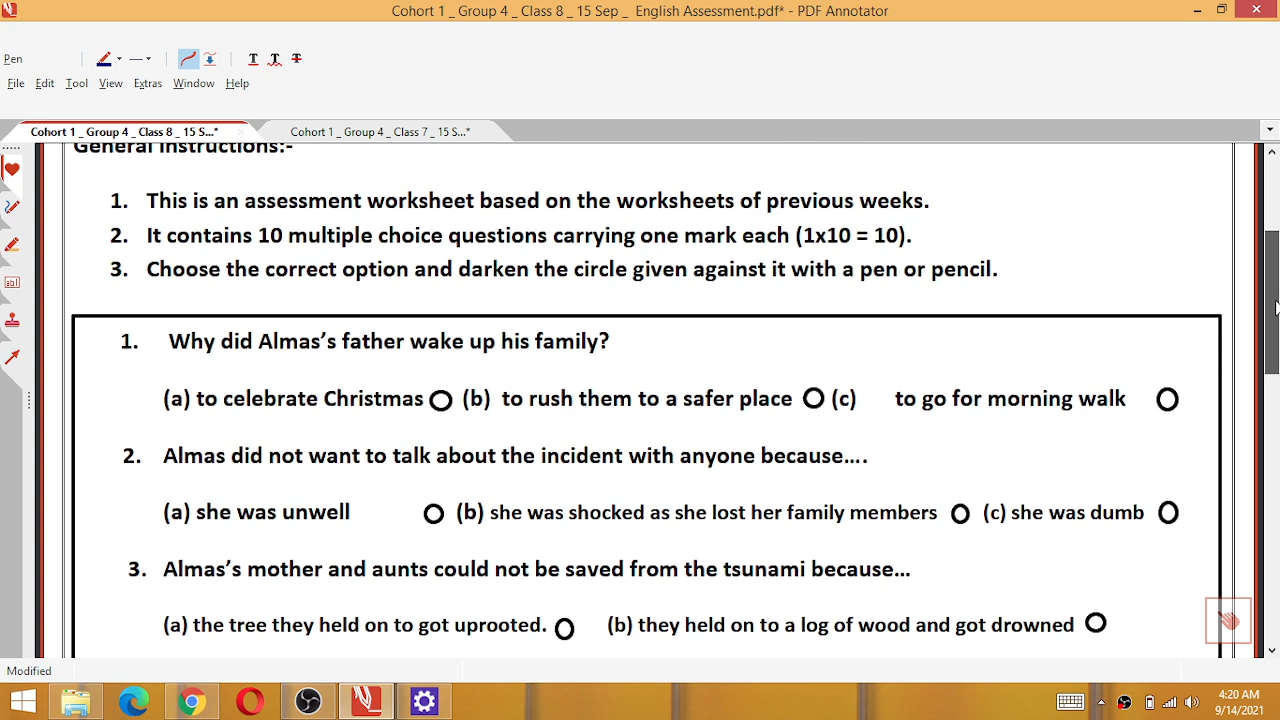 Cohort 1 _ Group 4 _ Class 8 _ 15 Sep _ English Assessment.pdf* - PDF Annotator
Pen
File Edit Tool View Extras Window Help
Cohort 1 _ Group 4 _ Class 8 _ 15 S...* Cohort 1 _ Group 4 _ Class 7 _ 15 S...*
General Instructions:-
1. This is an assessment worksheet based on the worksheets of previous weeks.
2. It contains 10 multiple choice questions carrying one mark each (1x10 = 10).
3. Choose the correct option and darken the circle given against it with a pen or pencil.
1. Why did Almas’s father wake up his family?
(a) to celebrate Christmas (b) to rush them to a safer place (c) to go for morning walk
2. Almas did not want to talk about the incident with anyone because….
(a) she was unwell (b) she was shocked as she lost her family members (c) she was dumb
3. Almas’s mother and aunts could not be saved from the tsunami because…
(a) the tree they held on to got uprooted. (b) they held on to a log of wood and got drowned
Modified
4:20 AM
9/14/2021